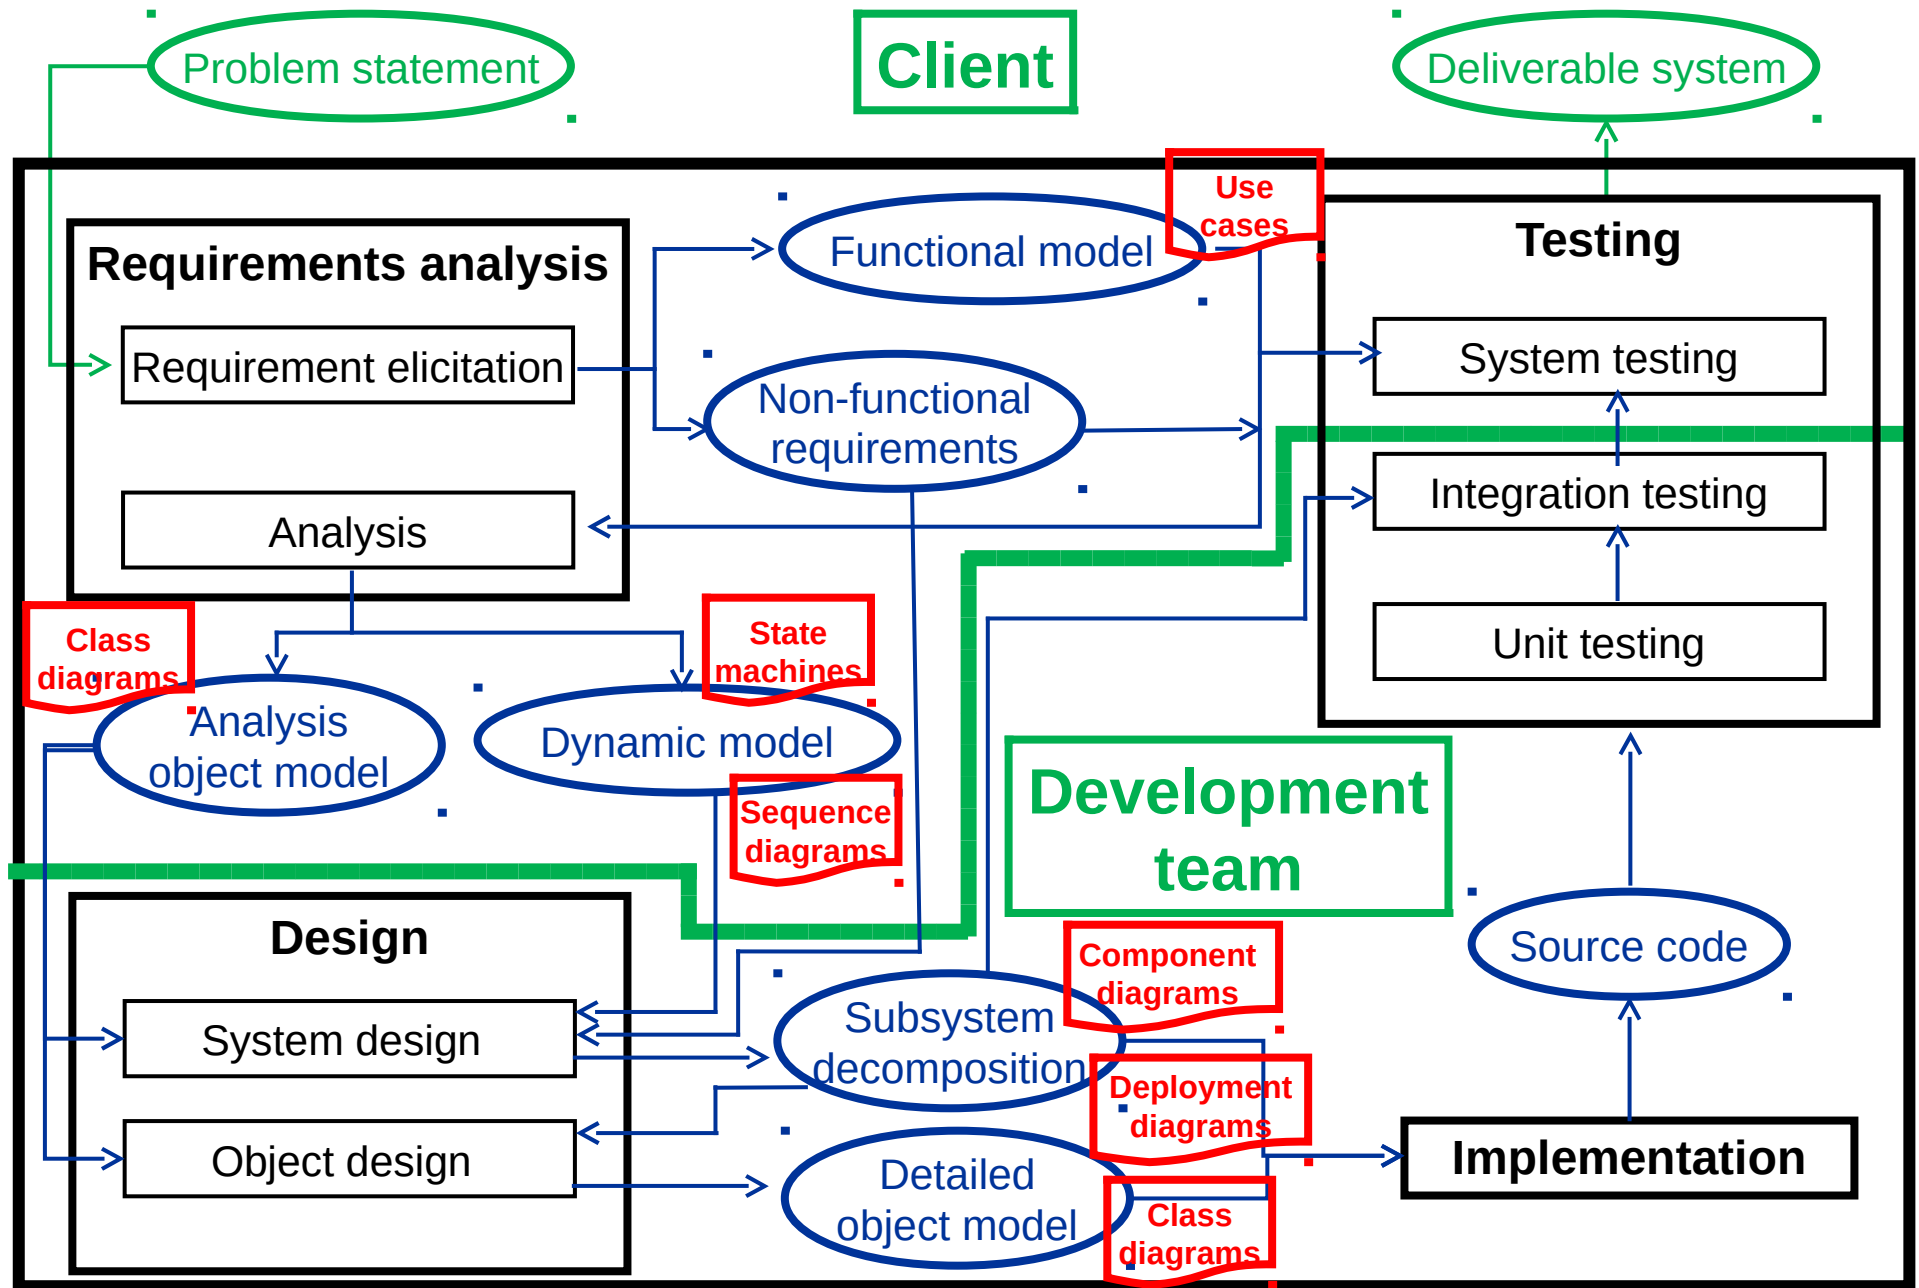 Problem statement
Client
Deliverable system
Use
cases
Requirements analysis
Functional model
Testing
Requirement elicitation
Non-functional
requirements
System testing
Integration testing
Analysis
Unit testing
Class
diagrams
State
machines
Analysis
object model
Dynamic model
Sequence
diagrams
Development
team
Design
Component
diagrams
Source code
System design
Subsystem
decomposition
Deployment
diagrams
Object design
Detailed
object model
Implementation
Class
diagrams